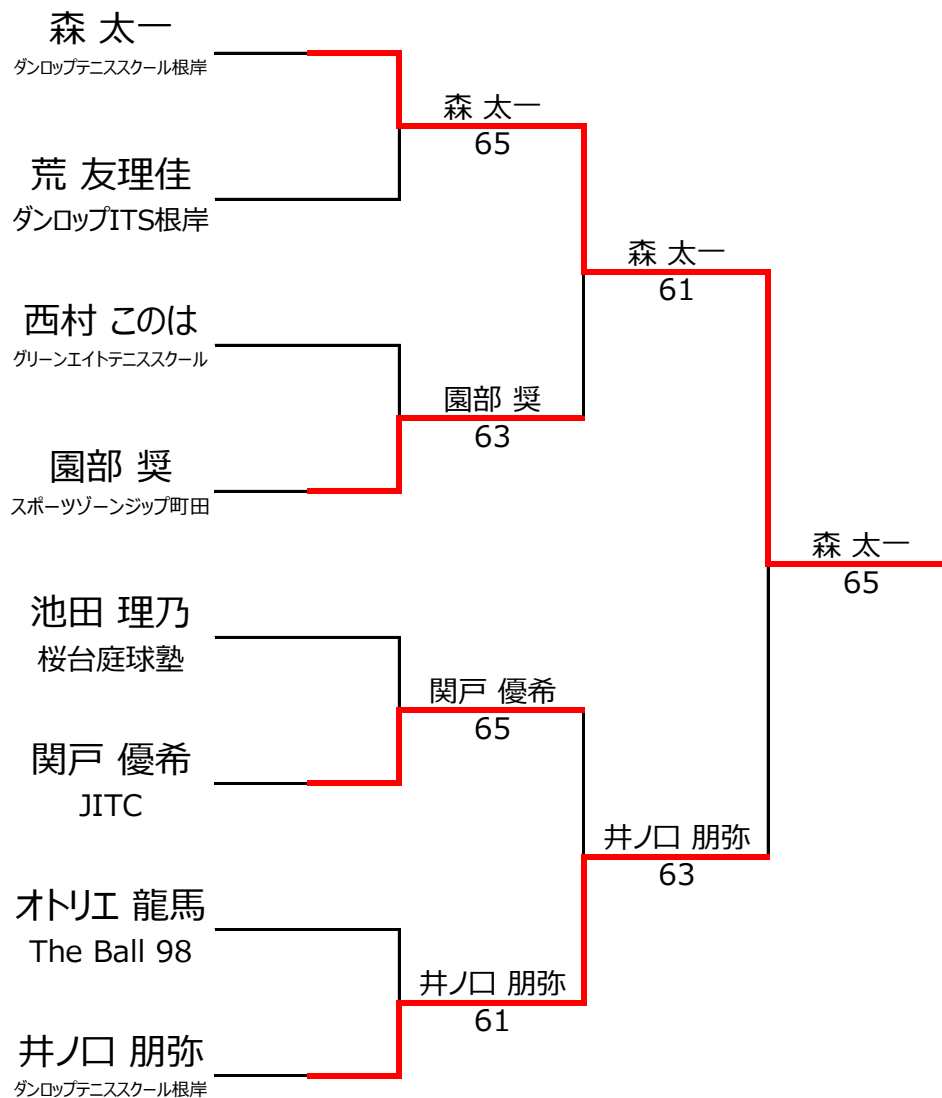 森 太一
ダンロップテニススクール根岸
森 太一
65
荒 友理佳
ダンロップITS根岸
森 太一
61
西村 このは
グリーンエイトテニススクール
園部 奨
63
園部 奨
スポーツゾーンジップ町田
森 太一
65
池田 理乃
桜台庭球塾
関戸 優希
65
関戸 優希
JITC
井ノ口 朋弥
63
オトリエ 龍馬
The Ball 98
井ノ口 朋弥
61
井ノ口 朋弥
ダンロップテニススクール根岸